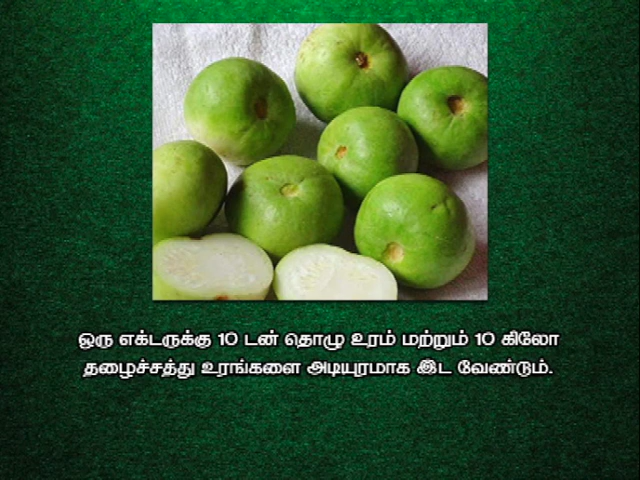 ஒரு எக்டருக்கு 10 டன் தொழு உரம் மற்றும் 10 கிலோ
தழைச்சத்து உரங்களை அடியுரமாக இட வேண்டும்.